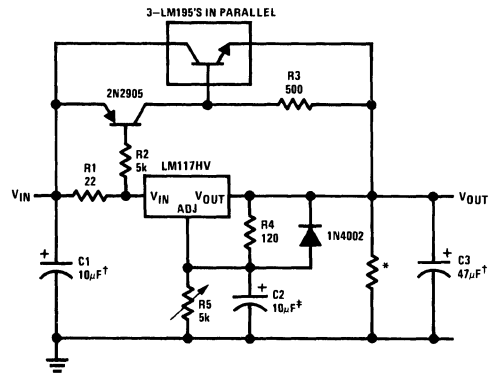 3–LM195'S IN PARALLEL
2N2905
R3
500
R2
5k
LM117HV
R1
22
VIN
VIN
VOUT
ADJ
VOUT
R4
120
1N4002
+
C1
10μF†
R5
5k
+
C2
10μF‡
*
+
C3
47μF†